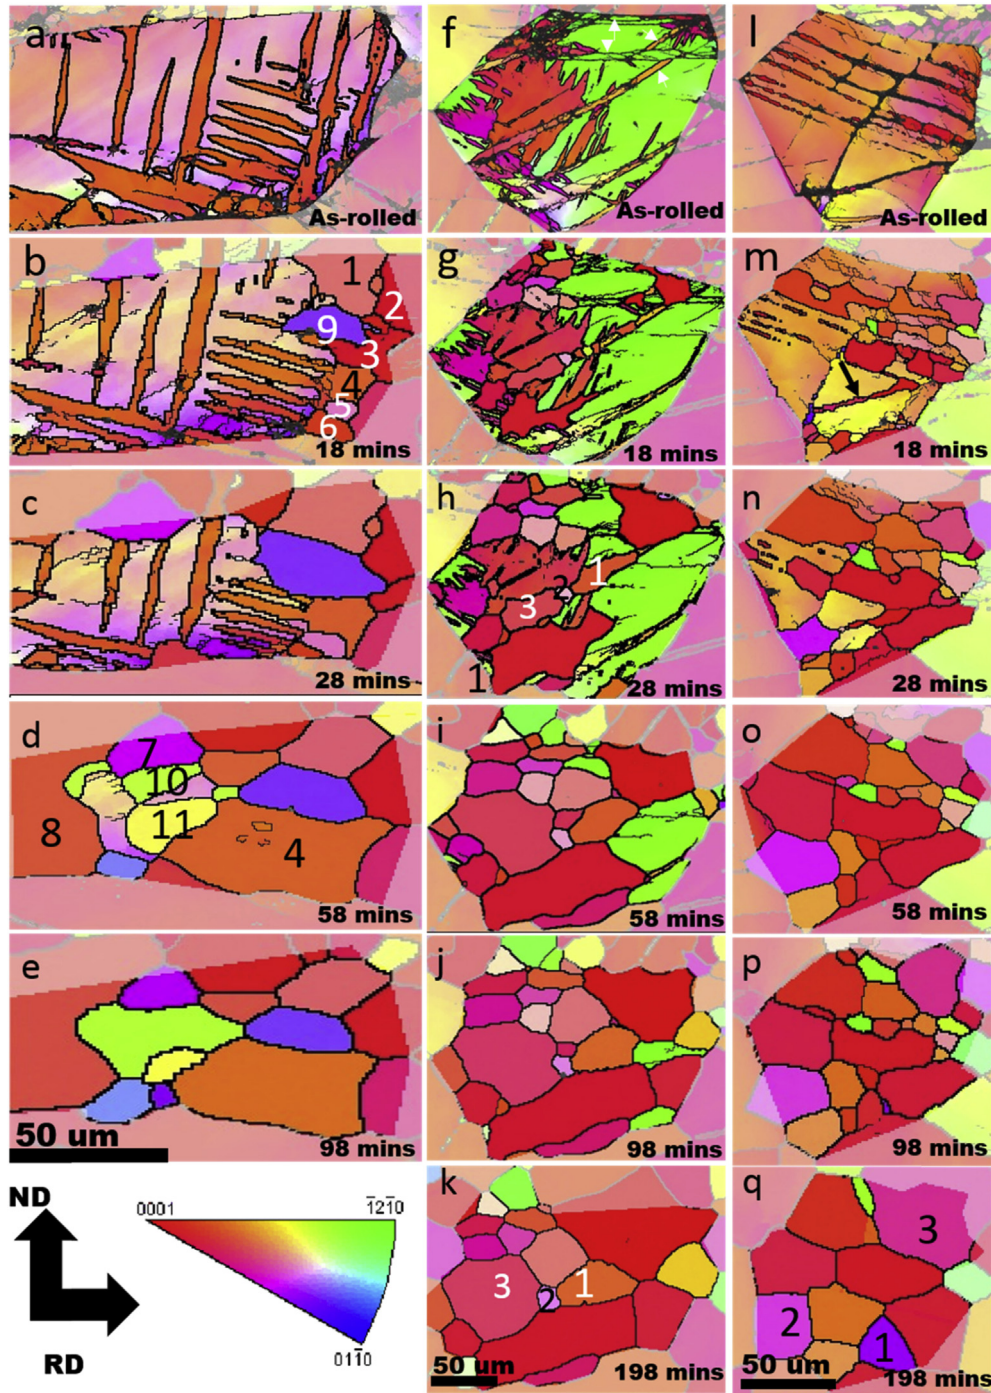 a
As-rolled
f
As-rolled
l
As-rolled
b
1
2
9
3
4
5
6
18 mins
g
18 mins
m
18 mins
c
28 mins
h
1
2
3
1
28 mins
n
28 mins
d
7
10
8
11
4
58 mins
i
58 mins
o
58 mins
e
50 um
98 mins
j
98 mins
p
98 mins
ND
RD
0001
1̄21̄0
011̄0
k
3
1
2
50 um
198 mins
q
3
2
1
50 um
198 mins